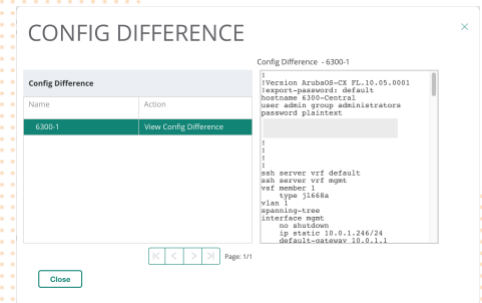 CONFIG DIFFERENCE
×
Config Difference
Name Action
6300-1 View Config Difference
Config Difference - 6300-1
!
!Version ArubaOS-CX FL.10.05.0001
!export-password: default
hostname 6300-Central
user admin group administrators
password plaintext
!
!
!
!
ssh server vrf default
ssh server vrf mgmt
vsf member 1
type jl668a
vlan 1
spanning-tree
interface mgmt
no shutdown
ip static 10.0.1.246/24
default-gateway 10.0.1.1
Page: 1/1
Close